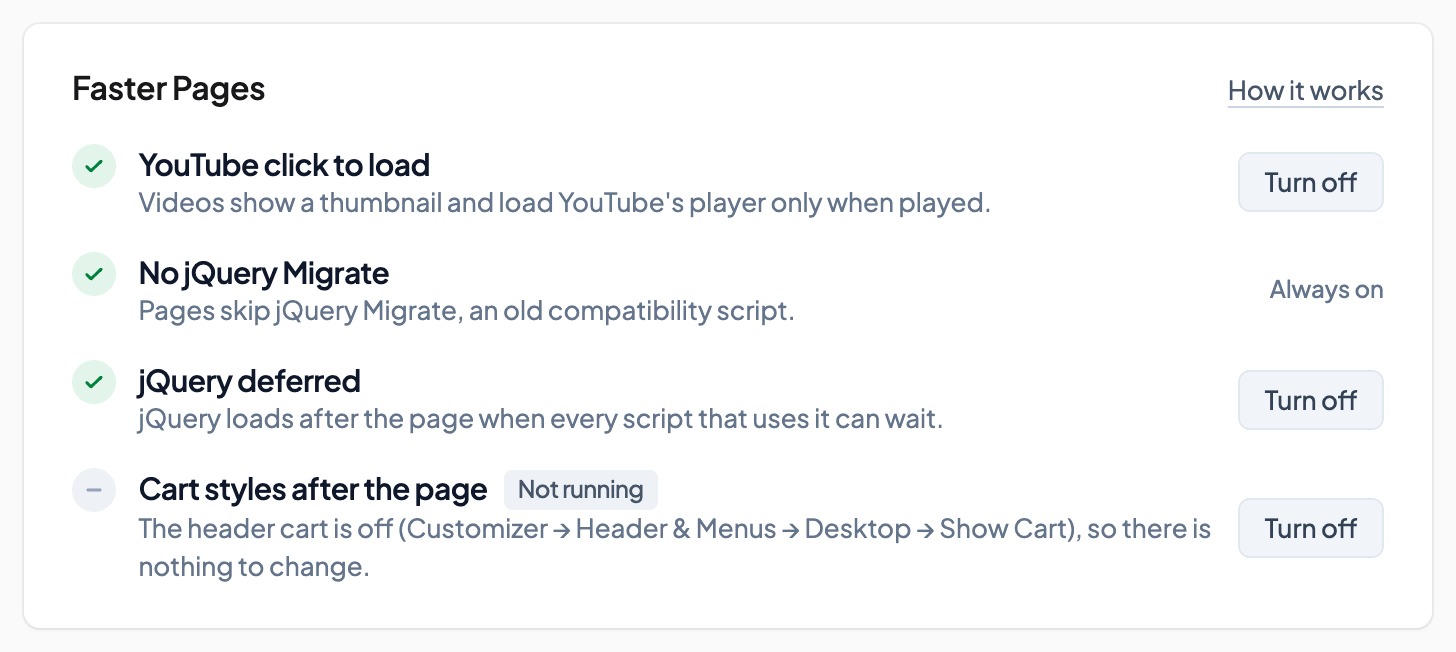 Faster Pages
How it works
YouTube click to load
Videos show a thumbnail and load YouTube's player only when played.
Turn off
No jQuery Migrate
Pages skip jQuery Migrate, an old compatibility script.
Always on
jQuery deferred
jQuery loads after the page when every script that uses it can wait.
Turn off
Cart styles after the page
Not running
The header cart is off (Customizer → Header & Menus → Desktop → Show Cart), so there is
nothing to change.
Turn off